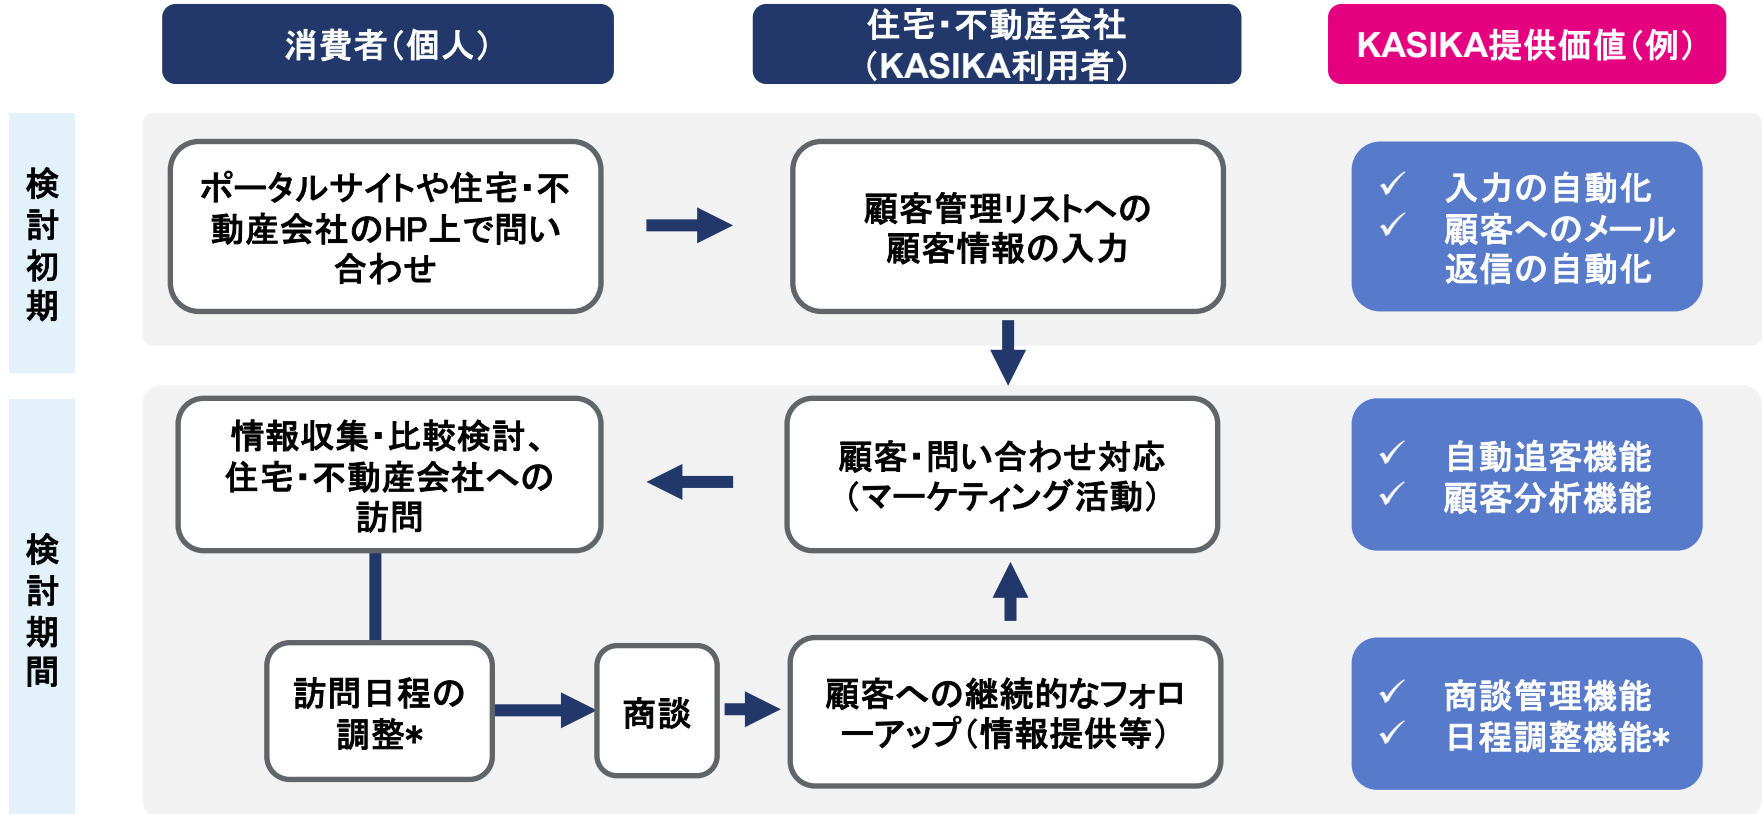 消費者（個人）
住宅・不動産会社
（KASIKA利用者）
KASIKA提供価値（例）
検討初期
ポータルサイトや住宅・不
動産会社のHP上で問い
合わせ
顧客管理リストへの
顧客情報の入力
✓ 入力の自動化
✓ 顧客へのメール
返信の自動化
検討期間
情報収集・比較検討、
住宅・不動産会社への
訪問
顧客・問い合わせ対応
（マーケティング活動）
✓ 自動追客機能
✓ 顧客分析機能
訪問日程の
調整*
商談
顧客への継続的なフォロ
ーアップ（情報提供等）
✓ 商談管理機能
✓ 日程調整機能*